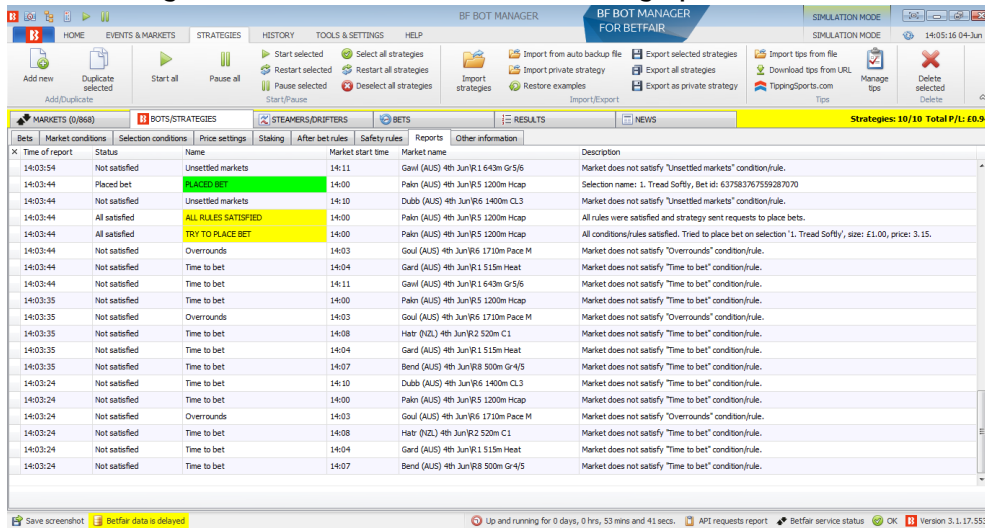 BF BOT MANAGER
BF BOT MANAGER
FOR BETFAIR
SIMULATION MODE
HOME EVENTS & MARKETS STRATEGIES HISTORY TOOLS & SETTINGS HELP
SIMULATION MODE 14:05:16 04-Jun
Add new
Duplicate selected
Start all
Pause all
Start selected
Restart selected
Pause selected
Select all strategies
Restart all strategies
Deselect all strategies
Import strategies
Import from auto backup file
Import private strategy
Restore examples
Export selected strategies
Export all strategies
Export as private strategy
Import tips from file
Download tips from URL
TippingSports.com
Manage tips
Delete selected
Add/Duplicate Start/Pause Import/Export Tips Delete
MARKETS (0/868) BOTS/STRATEGIES STEAMERS/DRIFTERS BETS RESULTS NEWS Strategies: 10/10 Total P/L: £0.9
Bets Market conditions Selection conditions Price settings Staking After bet rules Safety rules Reports Other information
X Time of report Status Name Market start time Market name Description
14:03:54 Not satisfied Unsettled markets 14:11 Gawl (AUS) 4th Jun\R1 643m Gr5/6 Market does not satisfy "Unsettled markets" condition/rule.
14:03:44 Placed bet PLACED BET 14:00 Pakn (AUS) 4th Jun\R5 1200m Hcap Selection name: 1. Tread Softly, Bet id: 637583767559287070
14:03:44 Not satisfied Unsettled markets 14:10 Dubb (AUS) 4th Jun\R6 1400m CL3 Market does not satisfy "Unsettled markets" condition/rule.
14:03:44 All satisfied ALL RULES SATISFIED 14:00 Pakn (AUS) 4th Jun\R5 1200m Hcap All rules were satisfied and strategy sent requests to place bets.
14:03:44 All satisfied TRY TO PLACE BET 14:00 Pakn (AUS) 4th Jun\R5 1200m Hcap All conditions/rules satisfied. Tried to place bet on selection '1. Tread Softly', size: £1.00, price: 3.15.
14:03:44 Not satisfied Overrounds 14:03 Goul (AUS) 4th Jun\R6 1710m Pace M Market does not satisfy "Overrounds" condition/rule.
14:03:44 Not satisfied Time to bet 14:04 Gard (AUS) 4th Jun\R1 515m Heat Market does not satisfy "Time to bet" condition/rule.
14:03:44 Not satisfied Time to bet 14:11 Gawl (AUS) 4th Jun\R1 643m Gr5/6 Market does not satisfy "Time to bet" condition/rule.
14:03:35 Not satisfied Time to bet 14:00 Pakn (AUS) 4th Jun\R5 1200m Hcap Market does not satisfy "Time to bet" condition/rule.
14:03:35 Not satisfied Overrounds 14:03 Goul (AUS) 4th Jun\R6 1710m Pace M Market does not satisfy "Overrounds" condition/rule.
14:03:35 Not satisfied Time to bet 14:08 Hatr (NZL) 4th Jun\R2 520m C1 Market does not satisfy "Time to bet" condition/rule.
14:03:35 Not satisfied Time to bet 14:04 Gard (AUS) 4th Jun\R1 515m Heat Market does not satisfy "Time to bet" condition/rule.
14:03:35 Not satisfied Time to bet 14:07 Bend (AUS) 4th Jun\R8 500m Gr4/5 Market does not satisfy "Time to bet" condition/rule.
14:03:24 Not satisfied Time to bet 14:10 Dubb (AUS) 4th Jun\R6 1400m CL3 Market does not satisfy "Time to bet" condition/rule.
14:03:24 Not satisfied Time to bet 14:00 Pakn (AUS) 4th Jun\R5 1200m Hcap Market does not satisfy "Time to bet" condition/rule.
14:03:24 Not satisfied Overrounds 14:03 Goul (AUS) 4th Jun\R6 1710m Pace M Market does not satisfy "Overrounds" condition/rule.
14:03:24 Not satisfied Time to bet 14:08 Hatr (NZL) 4th Jun\R2 520m C1 Market does not satisfy "Time to bet" condition/rule.
14:03:24 Not satisfied Time to bet 14:04 Gard (AUS) 4th Jun\R1 515m Heat Market does not satisfy "Time to bet" condition/rule.
14:03:24 Not satisfied Time to bet 14:07 Bend (AUS) 4th Jun\R8 500m Gr4/5 Market does not satisfy "Time to bet" condition/rule.
Save screenshot Betfair data is delayed Up and running for 0 days, 0 hrs, 53 mins and 41 secs. API requests report Betfair service status OK Version 3.1.17.553